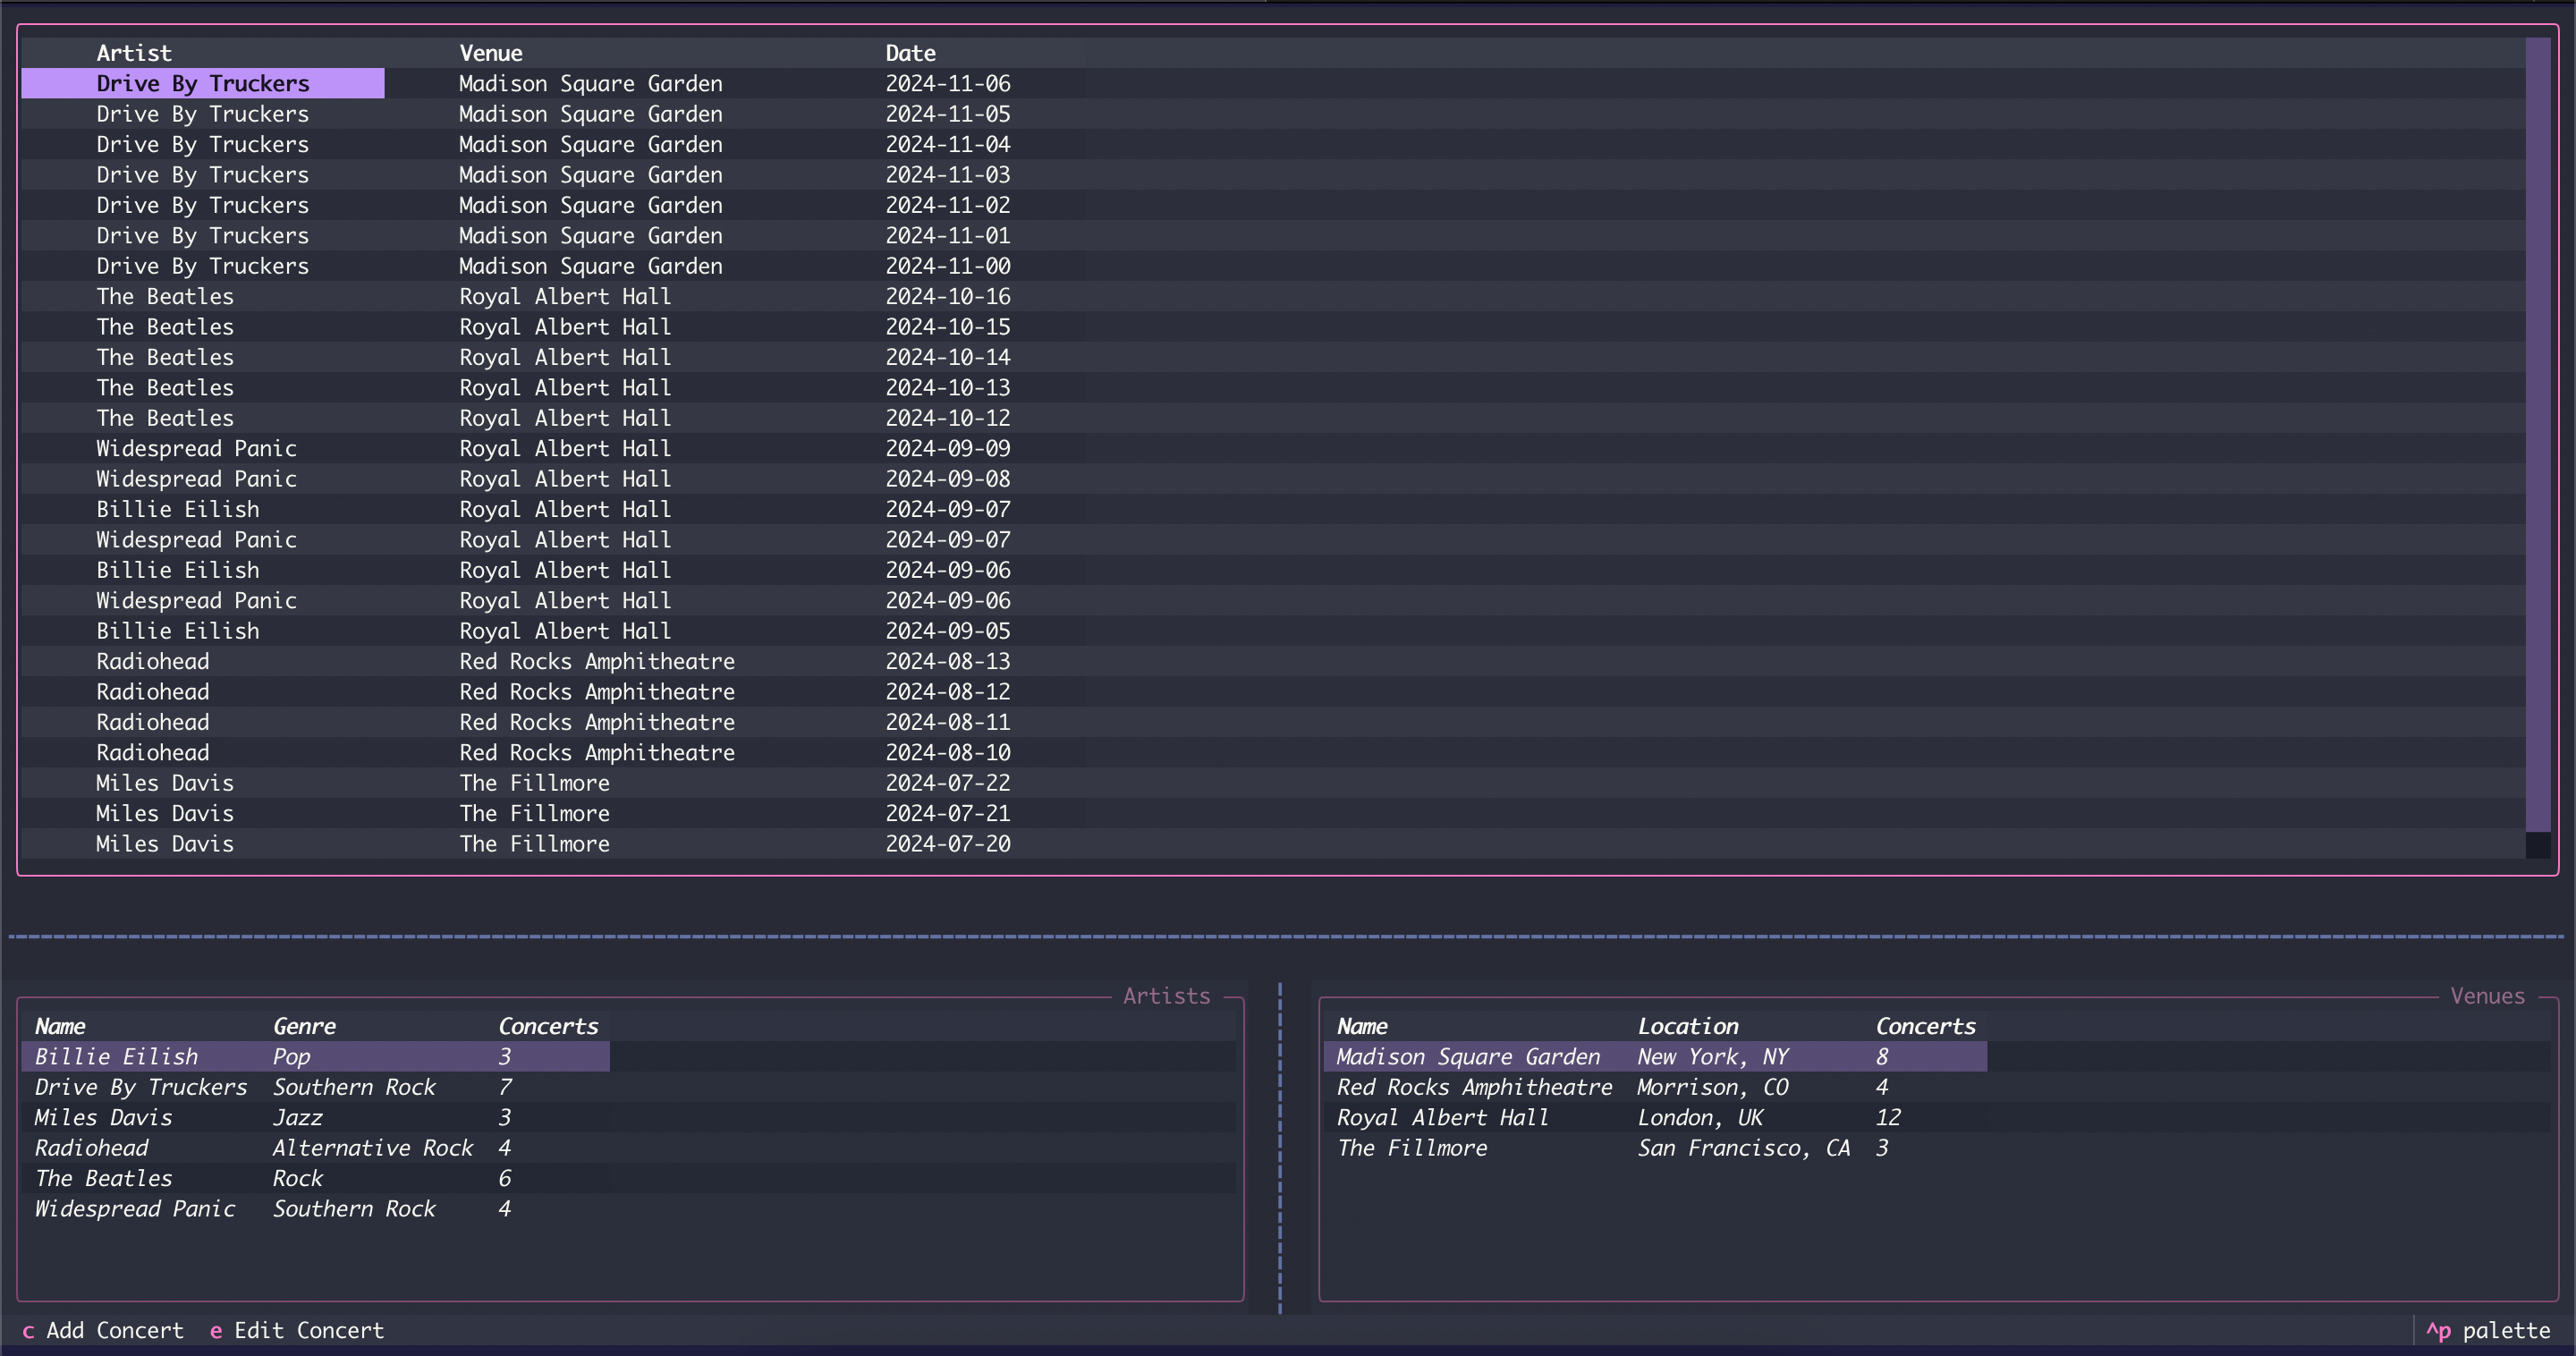 Artist Venue Date
Drive By Truckers Madison Square Garden 2024-11-06
Drive By Truckers Madison Square Garden 2024-11-05
Drive By Truckers Madison Square Garden 2024-11-04
Drive By Truckers Madison Square Garden 2024-11-03
Drive By Truckers Madison Square Garden 2024-11-02
Drive By Truckers Madison Square Garden 2024-11-01
Drive By Truckers Madison Square Garden 2024-11-00
The Beatles Royal Albert Hall 2024-10-16
The Beatles Royal Albert Hall 2024-10-15
The Beatles Royal Albert Hall 2024-10-14
The Beatles Royal Albert Hall 2024-10-13
The Beatles Royal Albert Hall 2024-10-12
Widespread Panic Royal Albert Hall 2024-09-09
Widespread Panic Royal Albert Hall 2024-09-08
Billie Eilish Royal Albert Hall 2024-09-07
Widespread Panic Royal Albert Hall 2024-09-07
Billie Eilish Royal Albert Hall 2024-09-06
Widespread Panic Royal Albert Hall 2024-09-06
Billie Eilish Royal Albert Hall 2024-09-05
Radiohead Red Rocks Amphitheatre 2024-08-13
Radiohead Red Rocks Amphitheatre 2024-08-12
Radiohead Red Rocks Amphitheatre 2024-08-11
Radiohead Red Rocks Amphitheatre 2024-08-10
Miles Davis The Fillmore 2024-07-22
Miles Davis The Fillmore 2024-07-21
Miles Davis The Fillmore 2024-07-20
Artists
Name Genre Concerts
Billie Eilish Pop 3
Drive By Truckers Southern Rock 7
Miles Davis Jazz 3
Radiohead Alternative Rock 4
The Beatles Rock 6
Widespread Panic Southern Rock 4
Venues
Name Location Concerts
Madison Square Garden New York, NY 8
Red Rocks Amphitheatre Morrison, CO 4
Royal Albert Hall London, UK 12
The Fillmore San Francisco, CA 3
c Add Concert e Edit Concert ^p palette